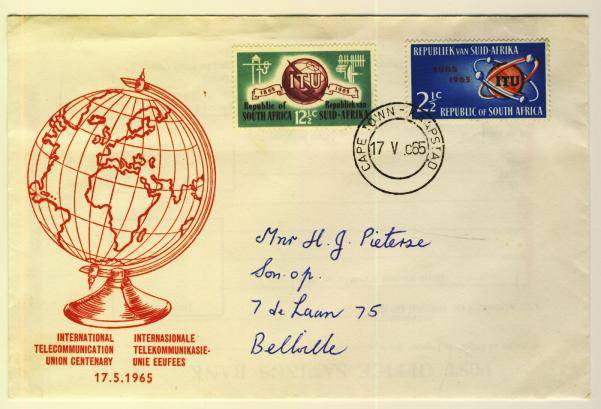 1865 ITU 1965
Republic of Republiek van
SOUTH AFRICA 12½c SUID-AFRIKA
REPUBLIEK VAN SUID-AFRIKA
1865
1965
ITU
2½c
REPUBLIC OF SOUTH AFRICA
CAPE TOWN-KAAPSTAD
17 V 65
Mnr H. J. Pieterse
Son-op.
7 de Laan 75
Bellville
INTERNATIONAL INTERNASIONALE
TELECOMMUNICATION TELEKOMMUNIKASIE-
UNION CENTENARY UNIE EEUFEES
17.5.1965